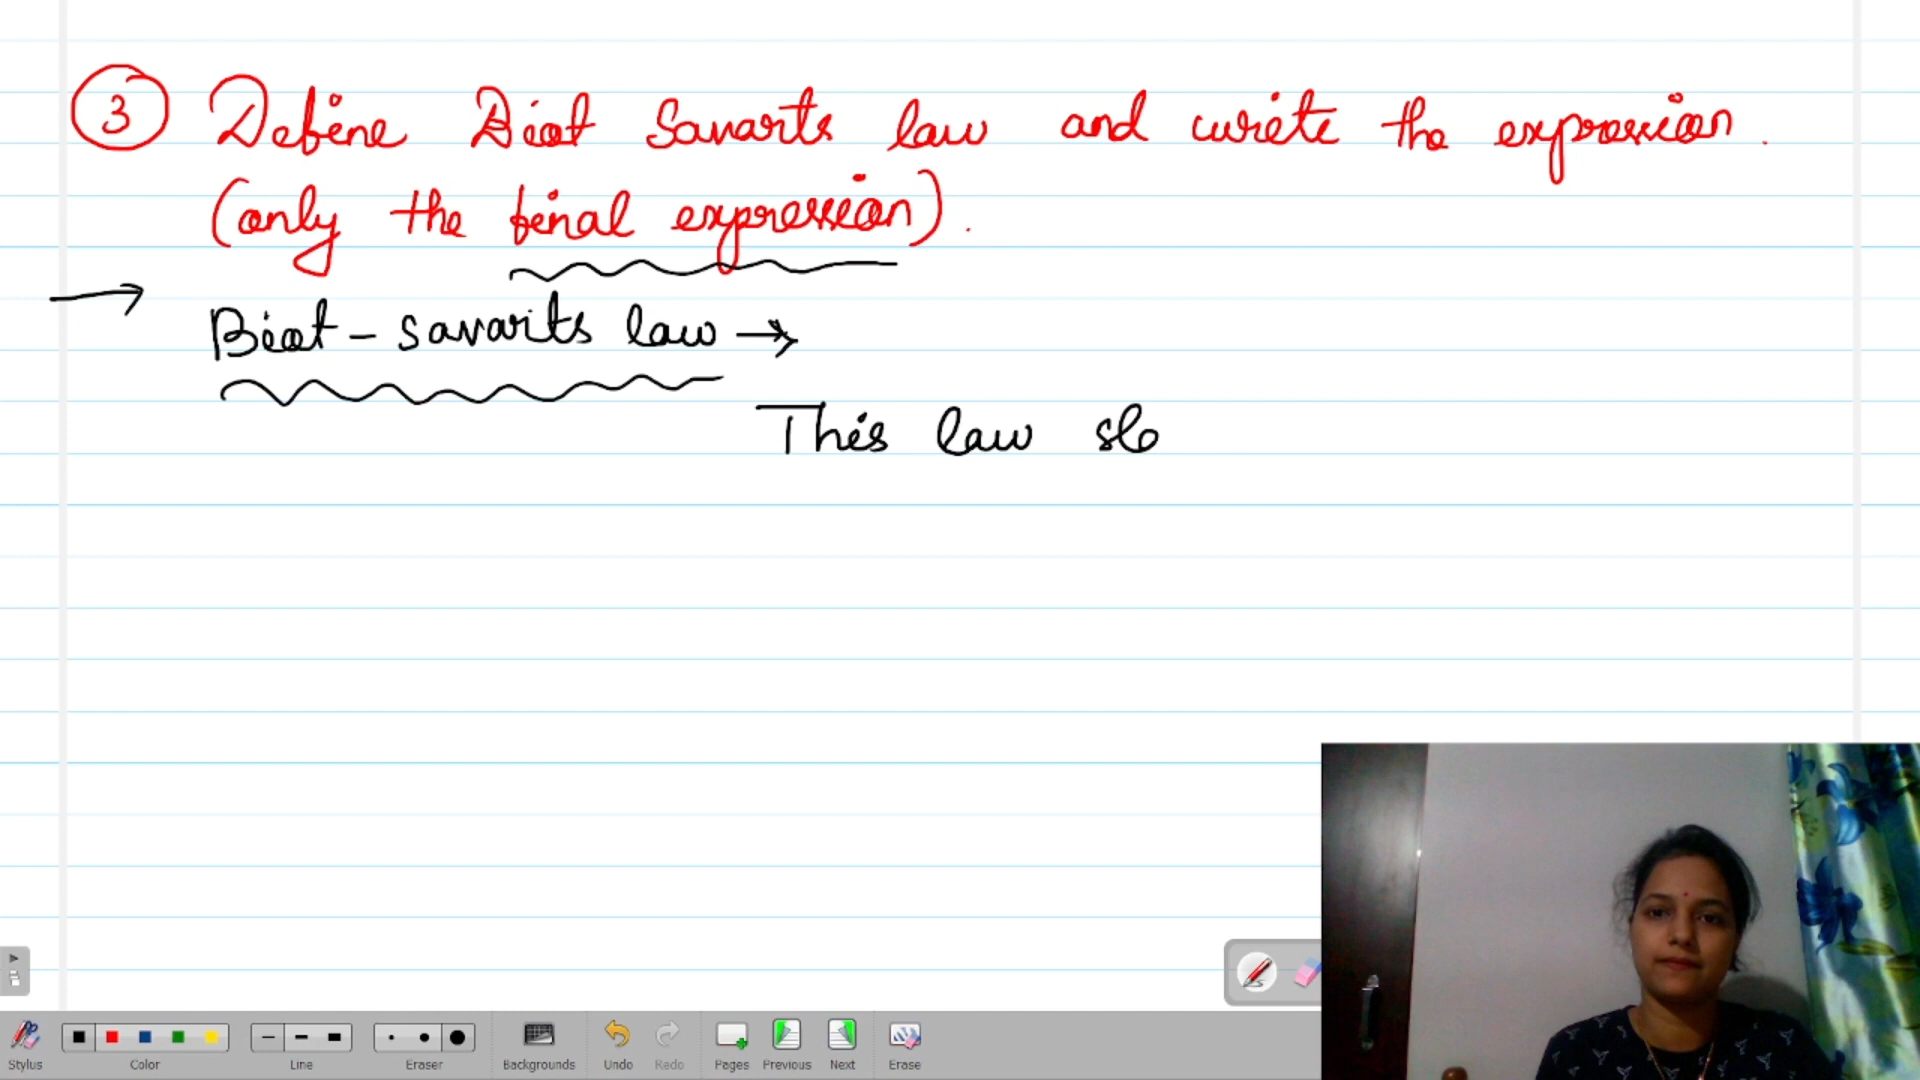 3 Define Biot Savarts law and write the expression.
(only the final expression).
Biot - Savarts law →
This law
Stylus
Color
Line
Eraser
Backgrounds
Undo
Redo
Pages
Previous
Next
Erase